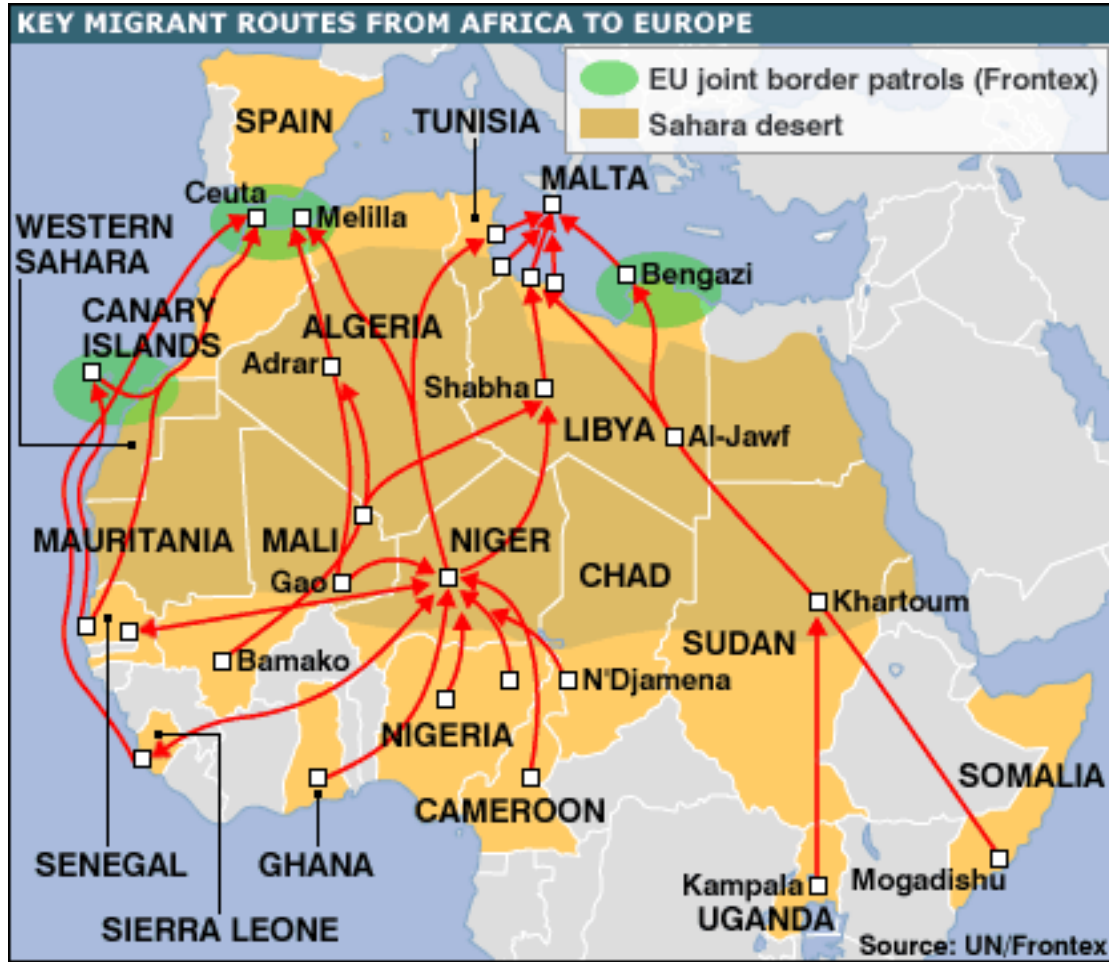 KEY MIGRANT ROUTES FROM AFRICA TO EUROPE
EU joint border patrols (Frontex)
Sahara desert
SPAIN
TUNISIA
MALTA
Ceuta
Melilla
WESTERN
SAHARA
Bengazi
CANARY
ISLANDS
ALGERIA
Adrar
Shabha
LIBYA
Al-Jawf
MAURITANIA
MALI
NIGER
CHAD
Gao
Khartoum
SUDAN
Bamako
N'Djamena
NIGERIA
SOMALIA
CAMEROON
SENEGAL
GHANA
Kampala
Mogadishu
UGANDA
SIERRA LEONE
Source: UN/Frontex